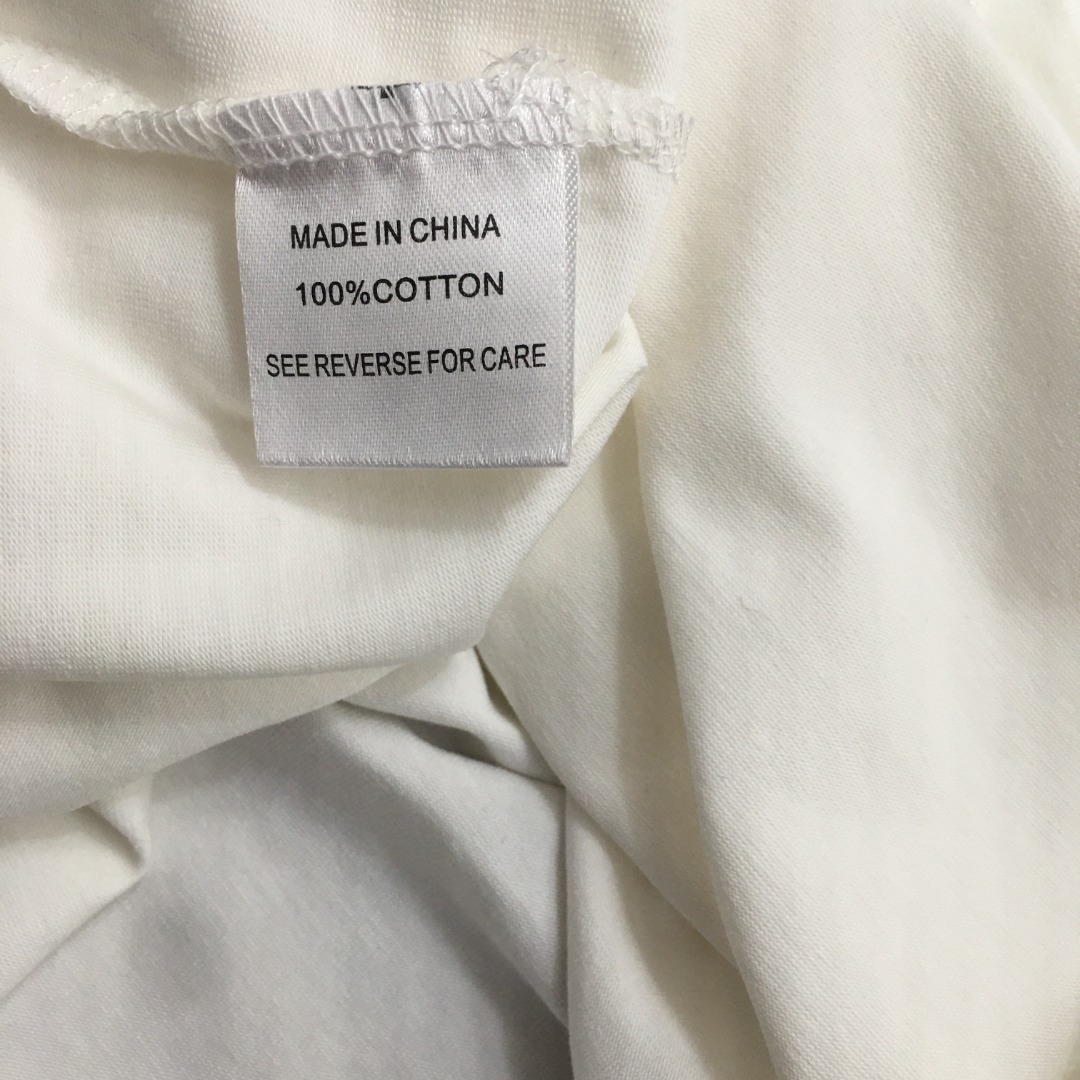 MADE IN CHINA
100%COTTON
SEE REVERSE FOR CARE